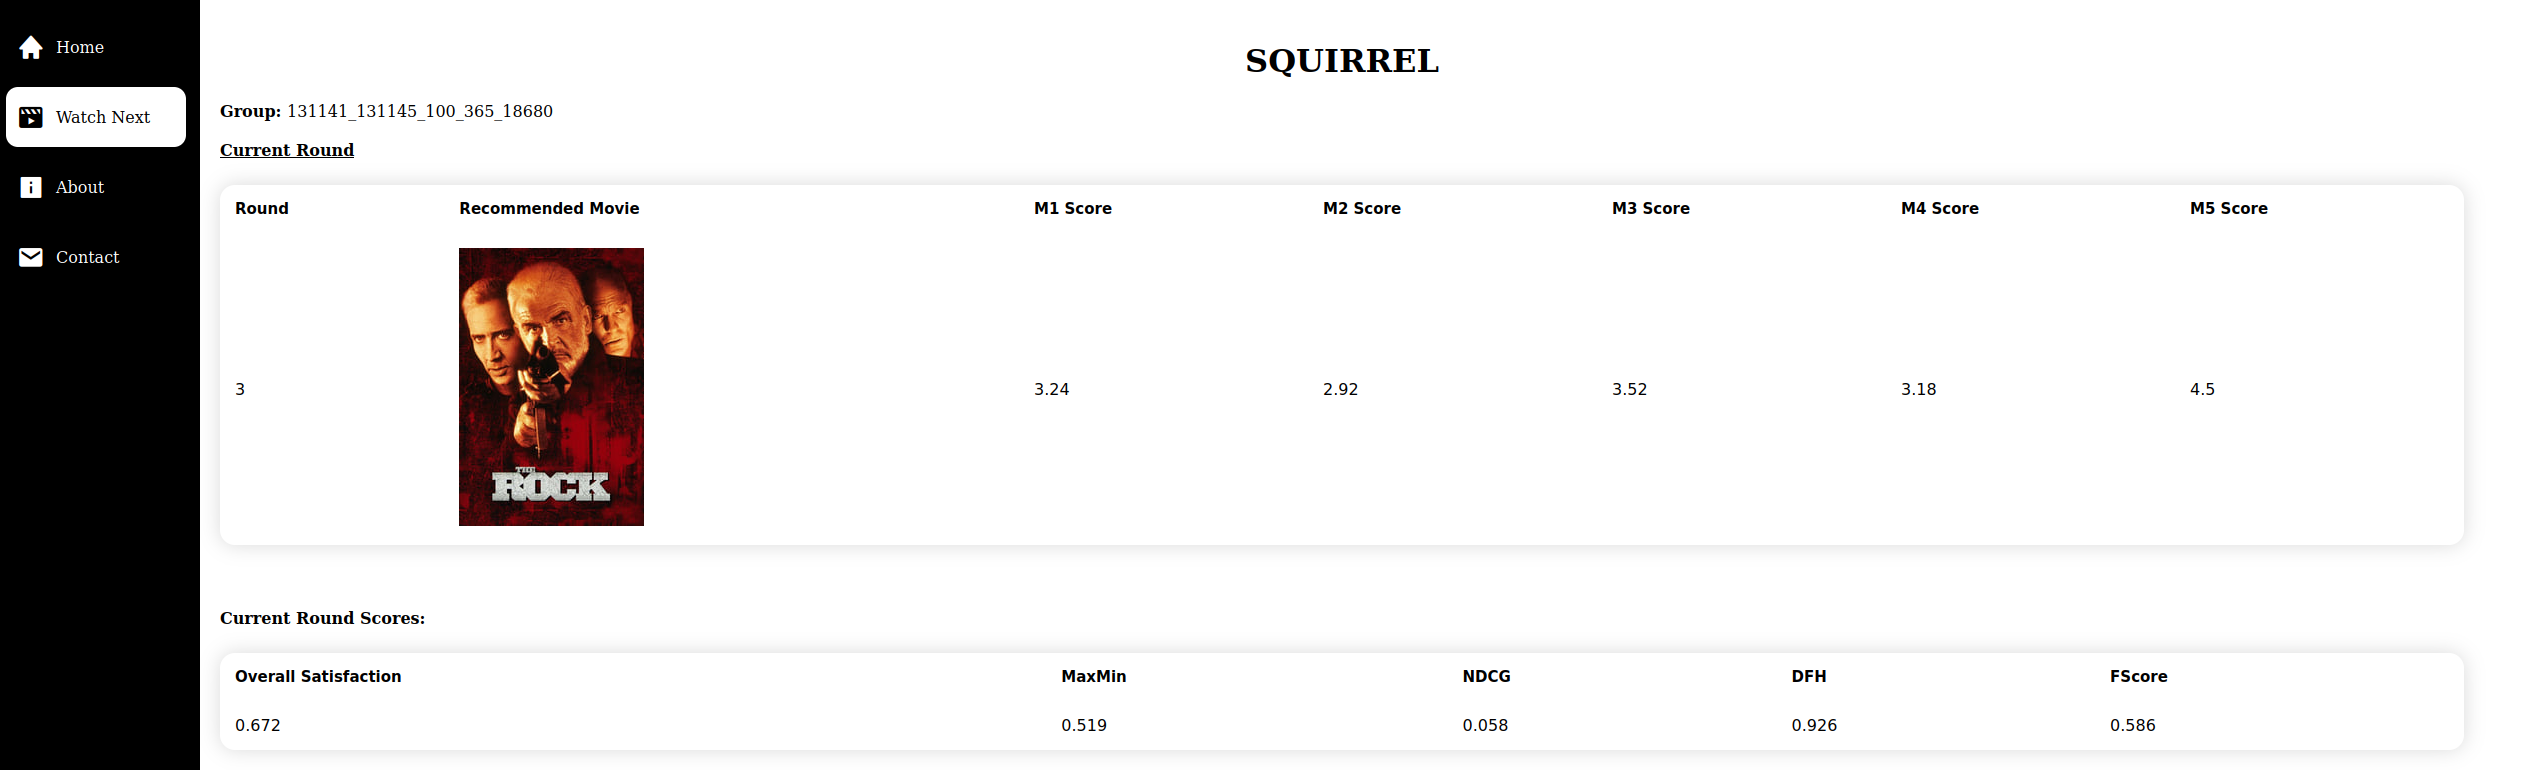 Home
Watch Next
About
Contact
SQUIRREL
Group: 131141_131145_100_365_18680
Current Round
Round Recommended Movie M1 Score M2 Score M3 Score M4 Score M5 Score
THE
ROCK
3 3.24 2.92 3.52 3.18 4.5
Current Round Scores:
Overall Satisfaction MaxMin NDCG DFH FScore
0.672 0.519 0.058 0.926 0.586